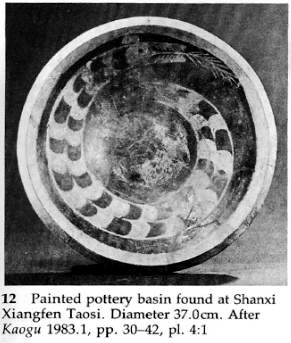 12 Painted pottery basin found at Shanxi
Xiangfen Taosi. Diameter 37.0cm. After
Kaogu 1983.1, pp. 30–42, pl. 4:1